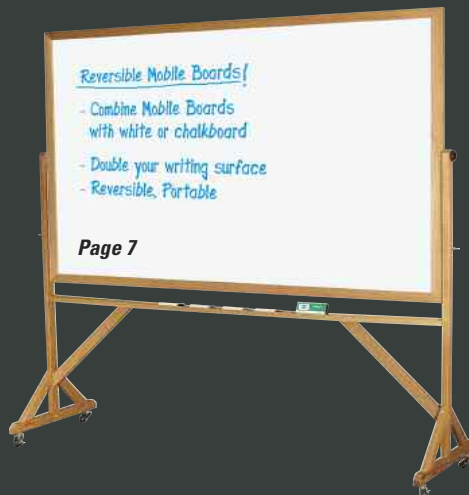 Reversible Mobile Boards!
- Combine Mobile Boards
with white or chalkboard
- Double your writing surface
- Reversible, Portable
Page 7